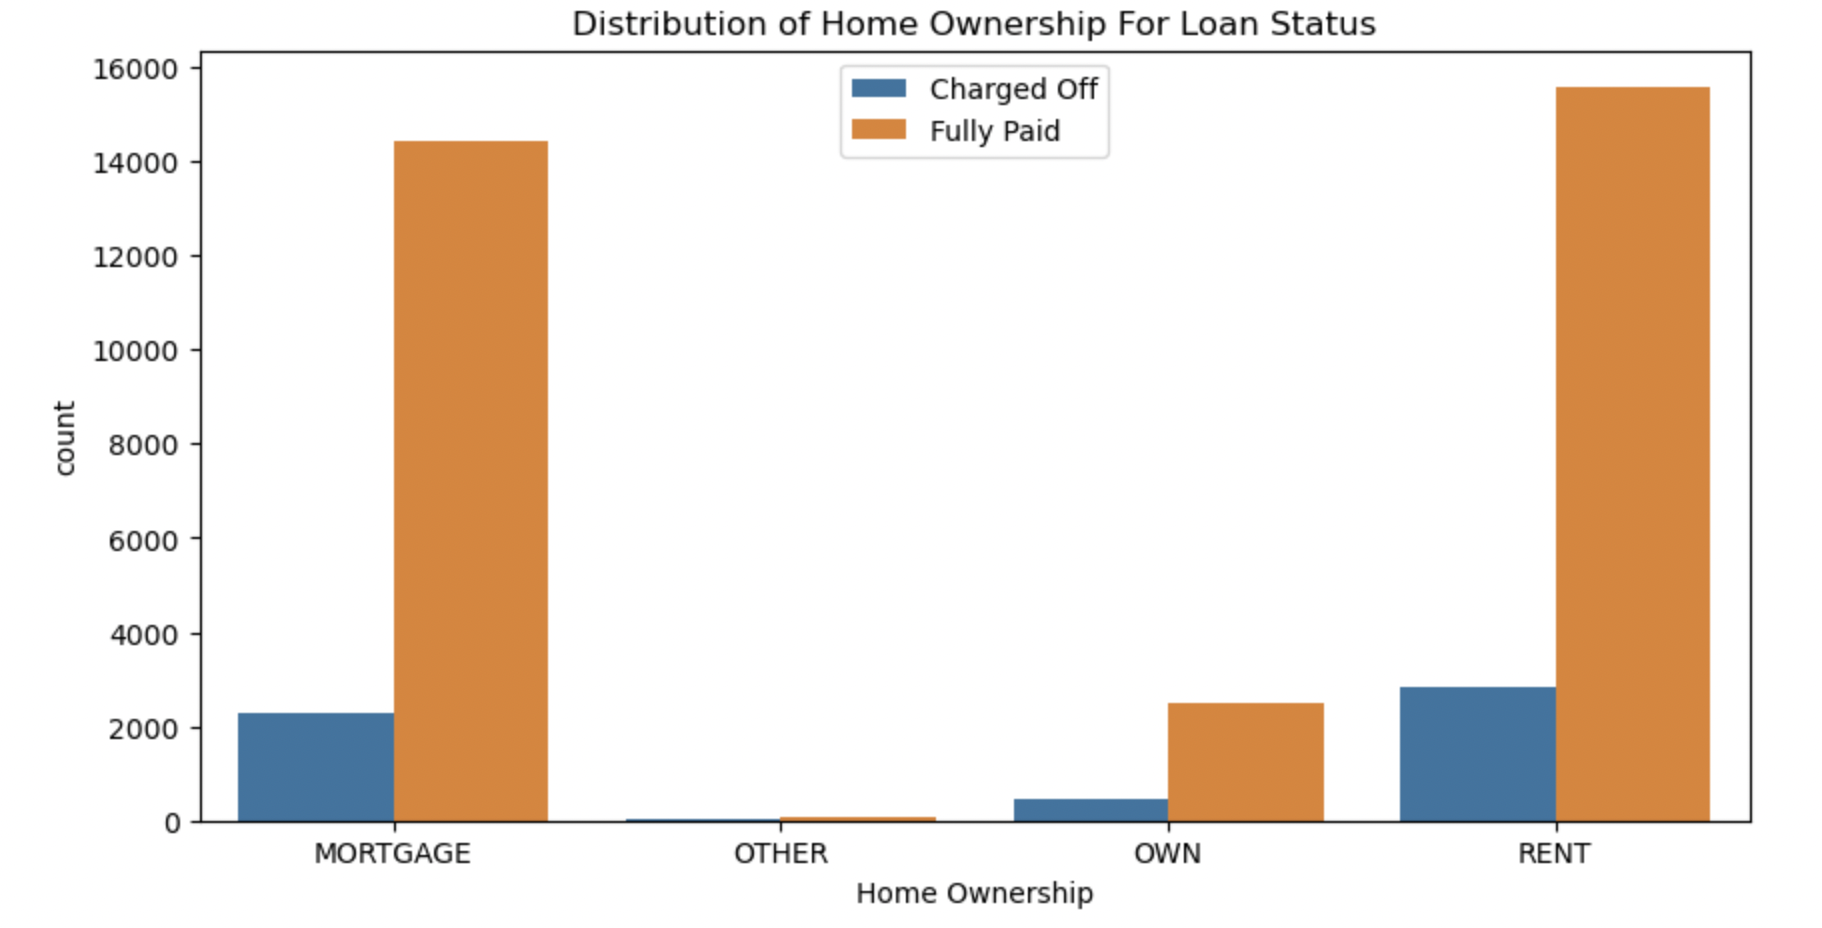 Distribution of Home Ownership For Loan Status
Charged Off
Fully Paid
16000
14000
12000
10000
8000
6000
4000
2000
0
count
MORTGAGE OTHER OWN RENT
Home Ownership